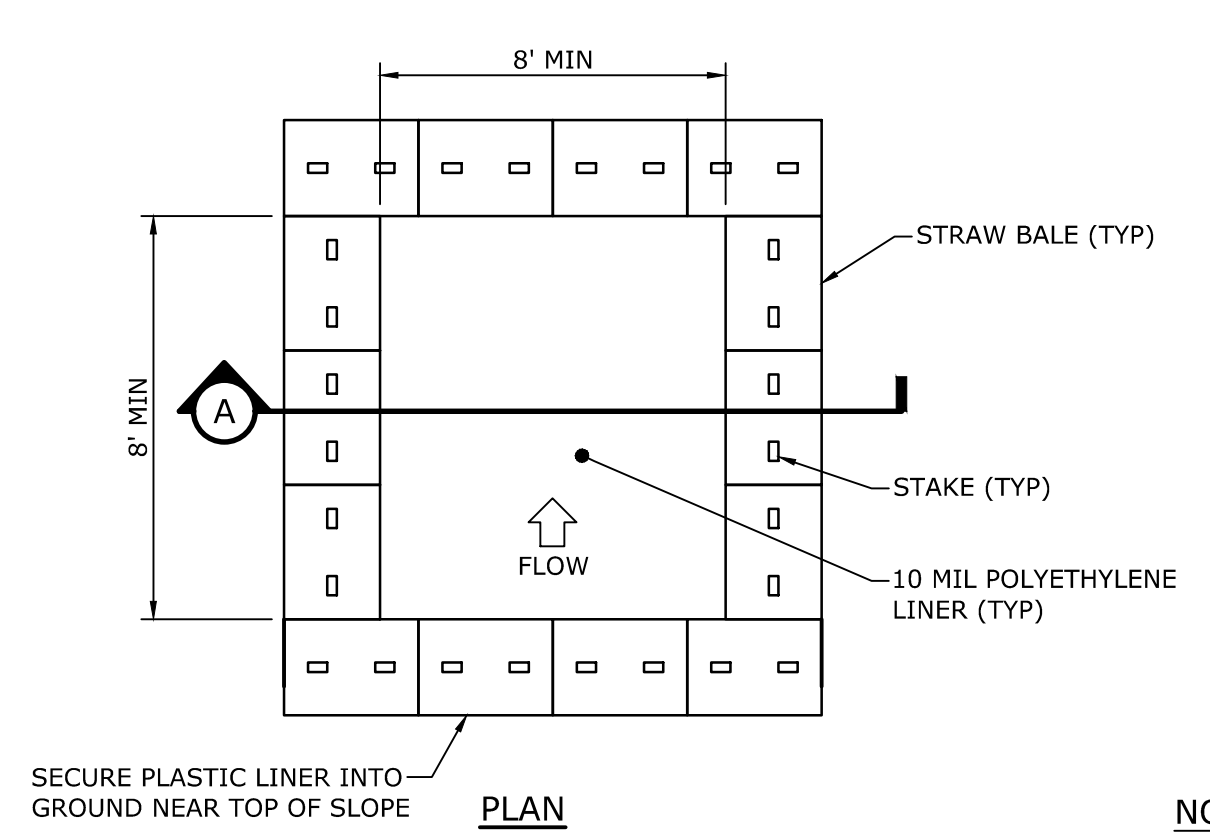 8' MIN
STRAW BALE (TYP)
8' MIN
A
STAKE (TYP)
FLOW
10 MIL POLYETHYLENE
LINER (TYP)
SECURE PLASTIC LINER INTO
GROUND NEAR TOP OF SLOPE
PLAN